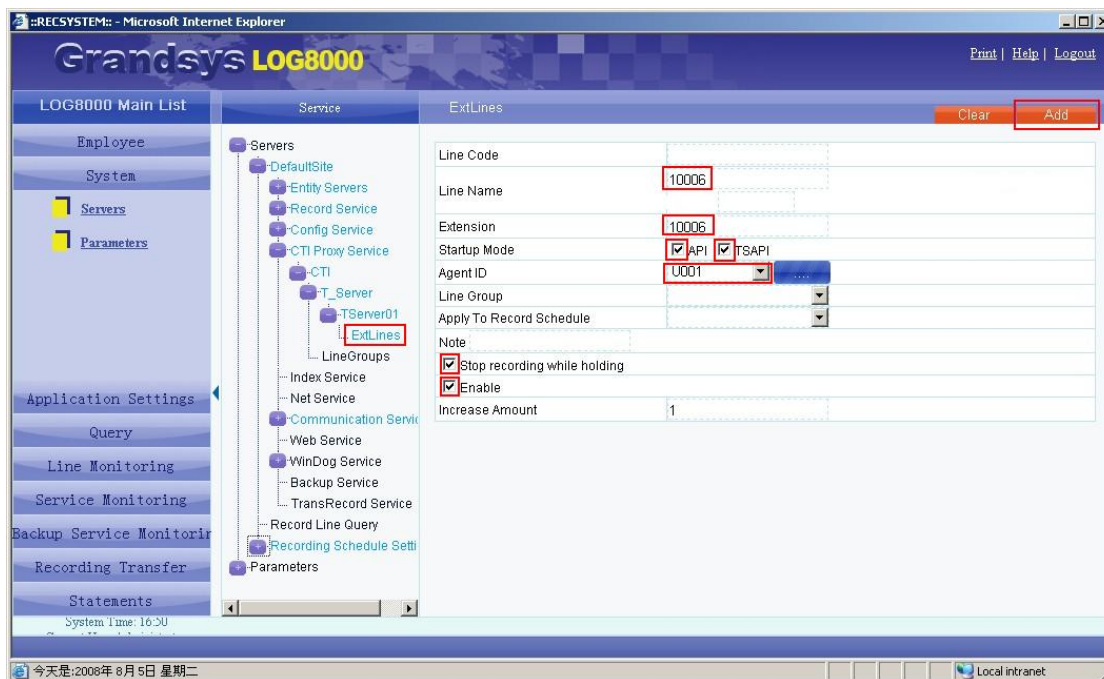 ::RECSYSTEM:: - Microsoft Internet Explorer
Grandsys LOG8000
Print | Help | Logout
LOG8000 Main List
Service
ExtLines
Clear
Add
Employee
System
Servers
Parameters
Application Settings
Query
Line Monitoring
Service Monitoring
Backup Service Monitorin
Recording Transfer
Statements
System Time: 16:50
Servers
DefaultSite
Entity Servers
Record Service
Config Service
CTI Proxy Service
CTI
T_Server
TServer01
ExtLines
LineGroups
Index Service
Net Service
Communication Servic
Web Service
WinDog Service
Backup Service
TransRecord Service
Record Line Query
Recording Schedule Setti
Parameters
Line Code
Line Name 10006
Extension 10006
Startup Mode API TSAPI
Agent ID U001 ....
Line Group
Apply To Record Schedule
Note
Stop recording while holding
Enable
Increase Amount 1
今天是:2008年 8月 5日 星期二
Local intranet